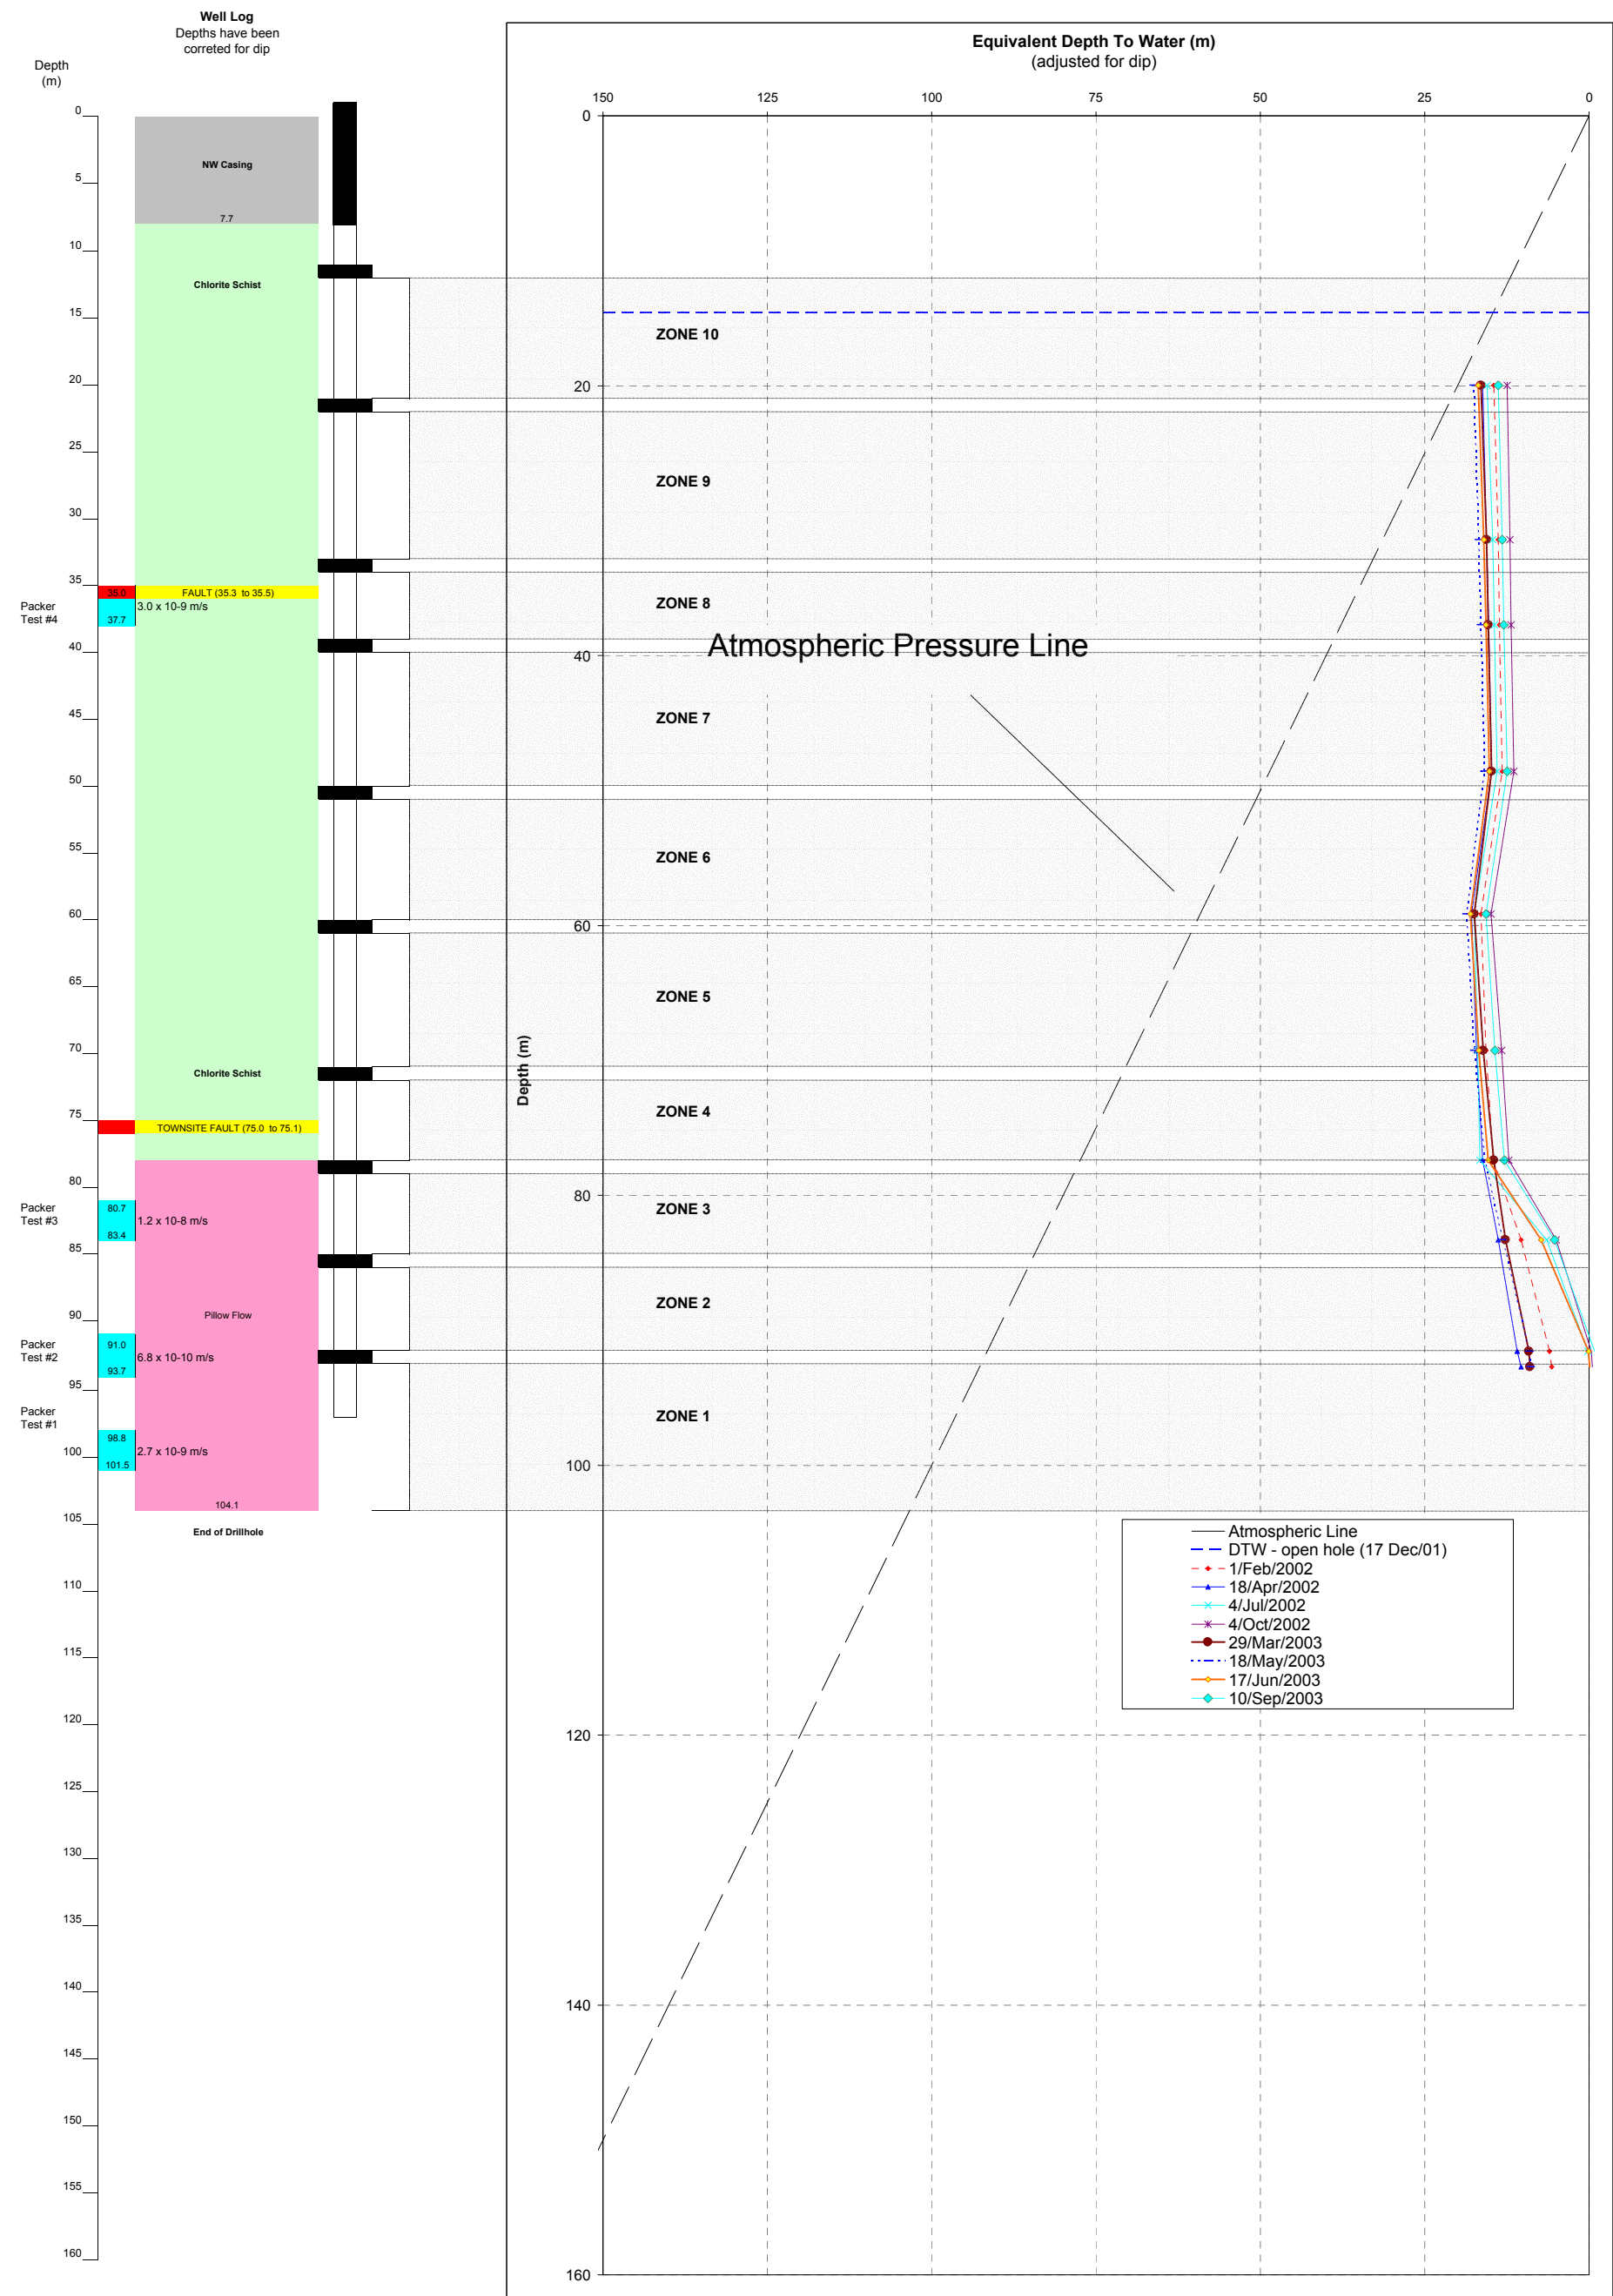 Well Log
Depths have been
correted for dip
Depth
(m)
0
5
10
15
20
25
30
35
40
45
50
55
60
65
70
75
80
85
90
95
100
105
110
115
120
125
130
135
140
145
150
155
160
NW Casing
7.7
Chlorite Schist
35.0
FAULT (35.3 to 35.5)
Packer
Test #4
37.7
3.0 x 10-9 m/s
Chlorite Schist
TOWNSITE FAULT (75.0 to 75.1)
Packer
Test #3
80.7
1.2 x 10-8 m/s
83.4
Pillow Flow
Packer
Test #2
91.0
6.8 x 10-10 m/s
93.7
Packer
Test #1
98.8
2.7 x 10-9 m/s
101.5
104.1
End of Drillhole
Equivalent Depth To Water (m)
(adjusted for dip)
150 125 100 75 50 25 0
0
20
40
60
80
100
120
140
160
Depth (m)
ZONE 10
ZONE 9
ZONE 8
Atmospheric Pressure Line
ZONE 7
ZONE 6
ZONE 5
ZONE 4
ZONE 3
ZONE 2
ZONE 1
Atmospheric Line
DTW - open hole (17 Dec/01)
1/Feb/2002
18/Apr/2002
4/Jul/2002
4/Oct/2002
29/Mar/2003
18/May/2003
17/Jun/2003
10/Sep/2003